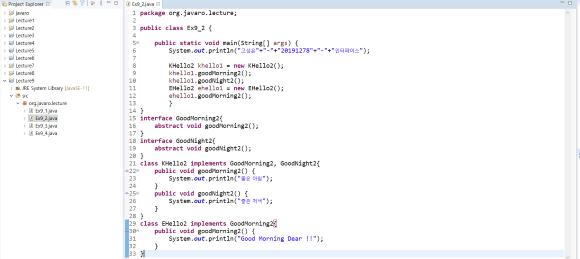 Project Explorer
javaro
Lecture1
Lecture2
Lecture3
Lecture4
Lecture5
Lecture6
Lecture7
Lecture8
Lecture9
JRE System Library [JavaSE-11]
src
org.javaro.lecture
Ex9_1.java
Ex9_2.java
Ex9_3.java
Ex9_4.java
Ex9_2.java
1 package org.javaro.lecture;
2
3 public class Ex9_2 {
4
5 public static void main(String[] args) {
6 System.out.println("고성은"+"-"+"20191278"+"-"+"인터페이스");
7
8 KHello2 khello1 = new KHello2();
9 khello1.goodMorning2();
10 khello1.goodNight2();
11 EHello2 ehello1 = new EHello2();
12 ehello1.goodMorning2();
13 }
14 }
15 interface GoodMorning2{
16 abstract void goodMorning2();
17 }
18 interface GoodNight2{
19 abstract void goodNight2();
20 }
21 class KHello2 implements GoodMorning2, GoodNight2{
22 public void goodMorning2() {
23 System.out.println("좋은 아침");
24 }
25 public void goodNight2() {
26 System.out.println("좋은 저녁");
27 }
28 }
29 class EHello2 implements GoodMorning2{
30 public void goodMorning2() {
31 System.out.println("Good Morning Dear !!");
32 }
33 }